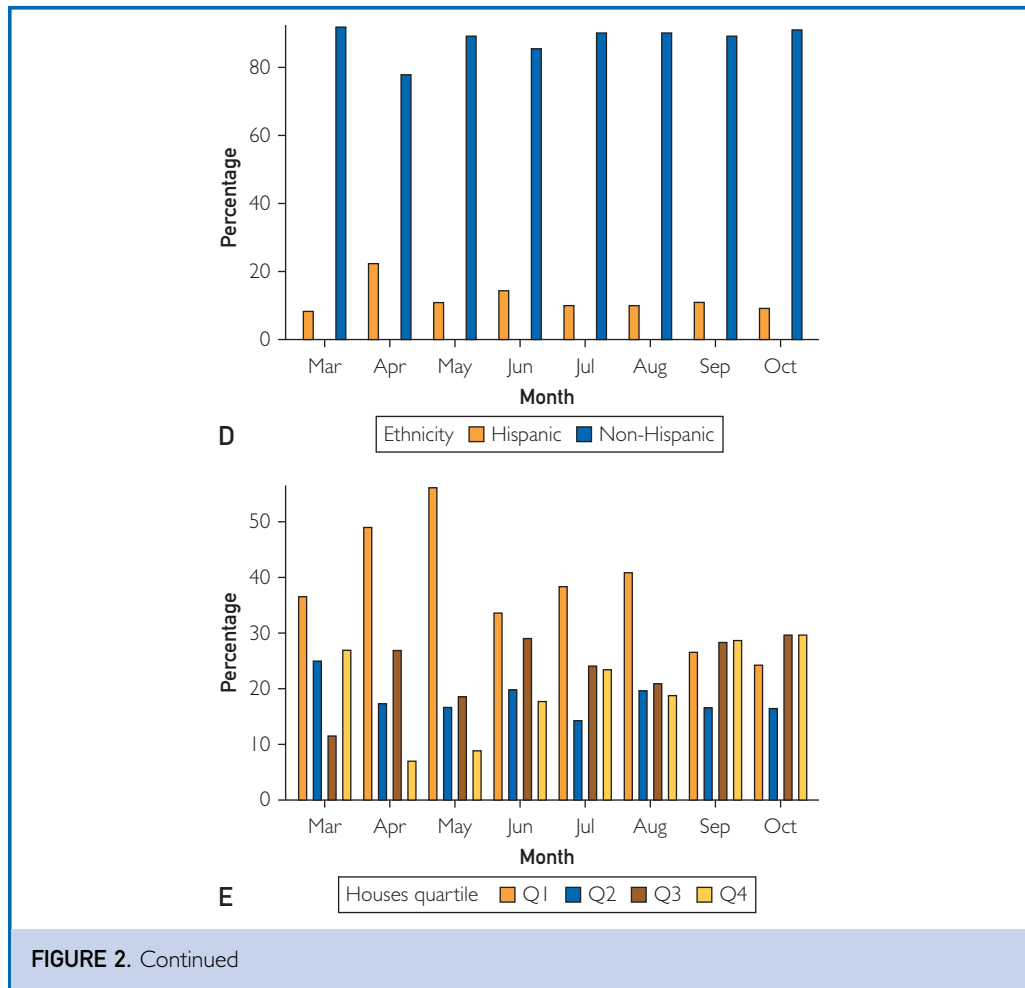 80
60
40
20
0
Percentage
Mar Apr May Jun Jul Aug Sep Oct
Month
D
Ethnicity Hispanic Non-Hispanic
50
40
30
20
10
0
Percentage
Mar Apr May Jun Jul Aug Sep Oct
Month
E
Houses quartile Q1 Q2 Q3 Q4
FIGURE 2. Continued